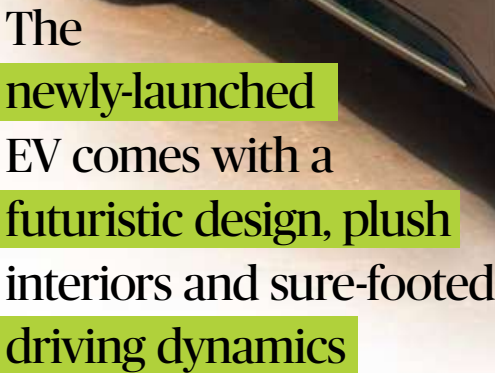 The
newly-launched
EV comes with a
futuristic design, plush
interiors and sure-footed
driving dynamics